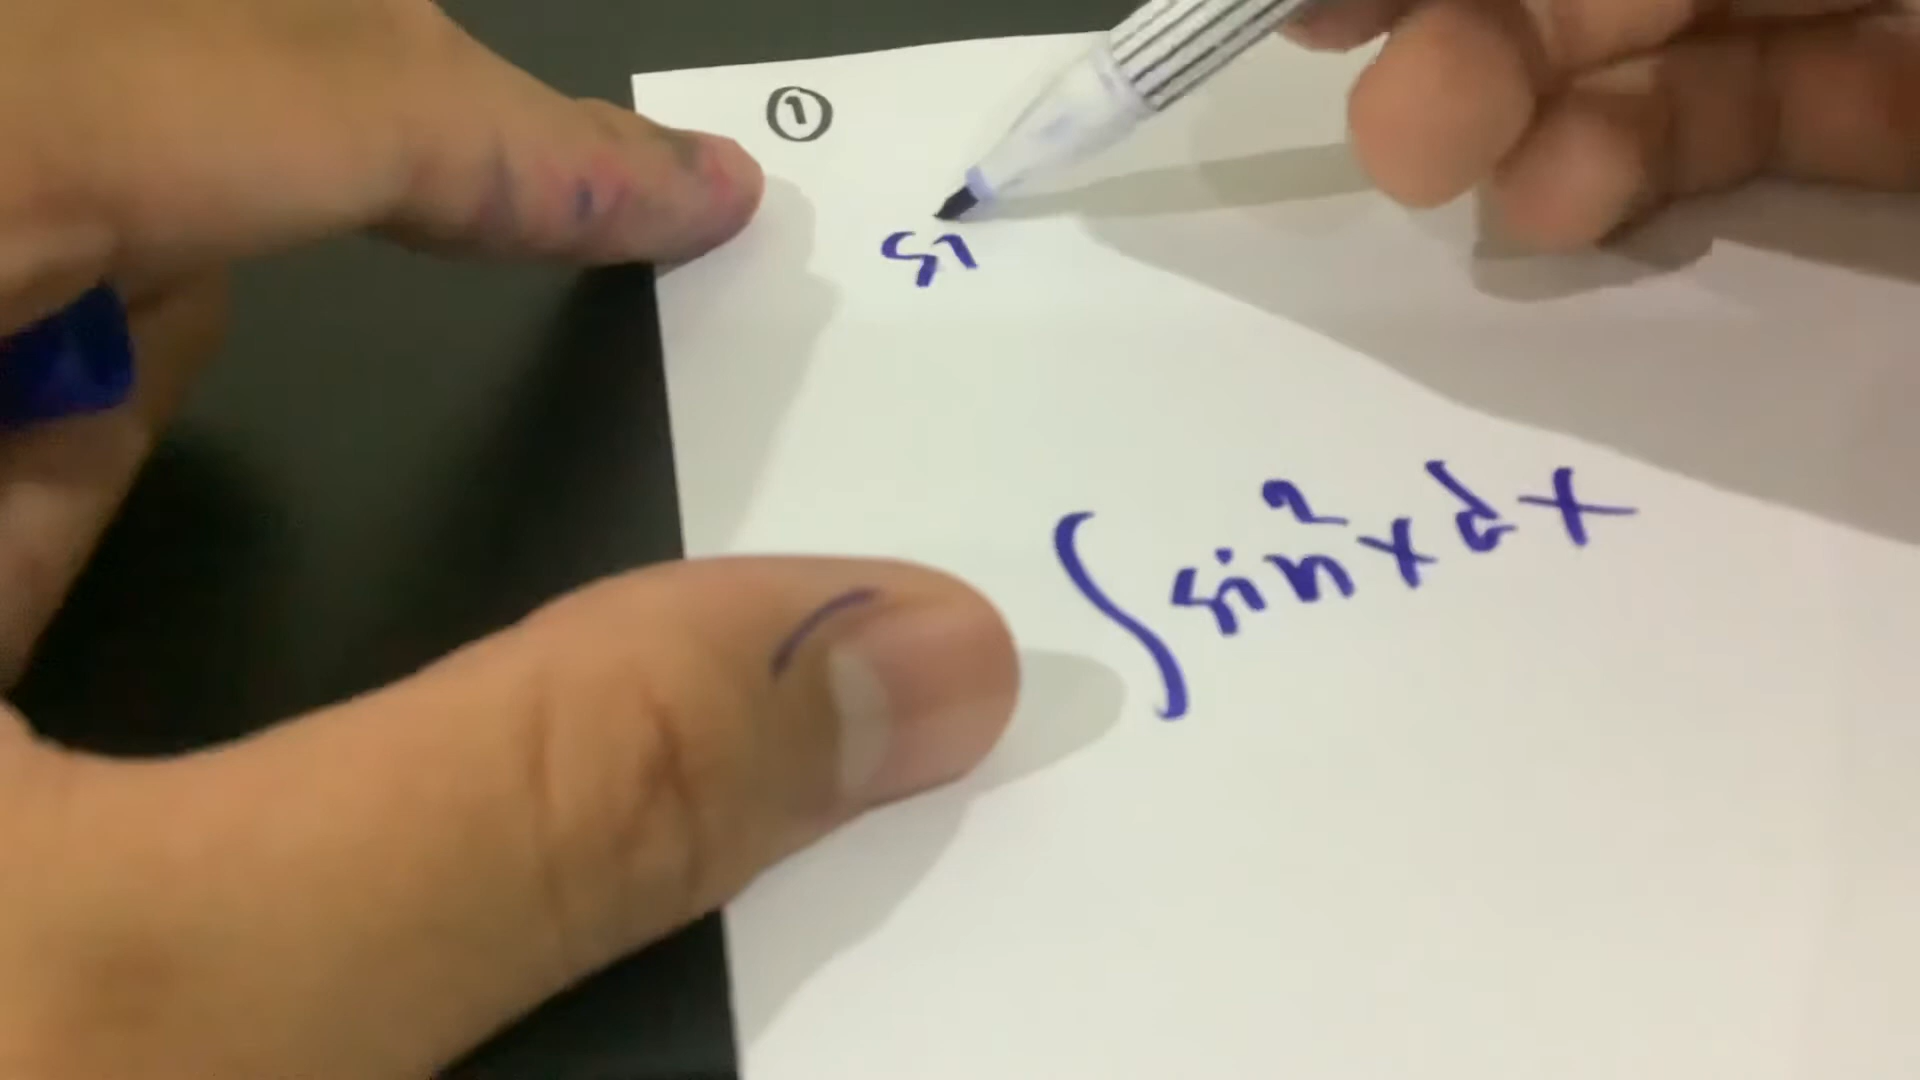 ①
si
∫ sin²x dx